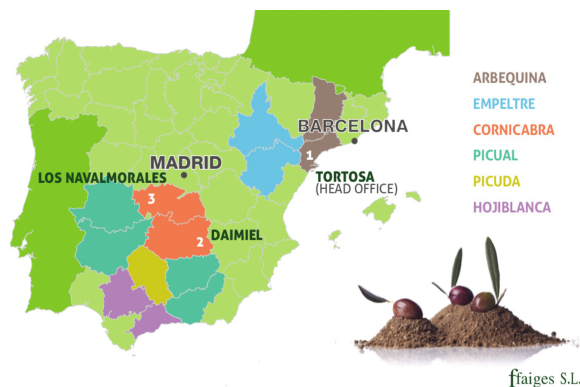 ARBEQUINA
EMPELTRE
CORNICABRA
PICUAL
PICUDA
HOJIBLANCA
BARCELONA
1
MADRID
LOS NAVALMORALES
TORTOSA
(HEAD OFFICE)
3
2
DAIMIEL
ffaiges S.L.